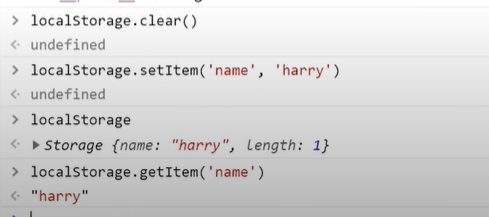 > localStorage.clear()
<· undefined
> localStorage.setItem('name', 'harry')
<· undefined
> localStorage
<· ▶ Storage {name: "harry", length: 1}
> localStorage.getItem('name')
<· "harry"
>